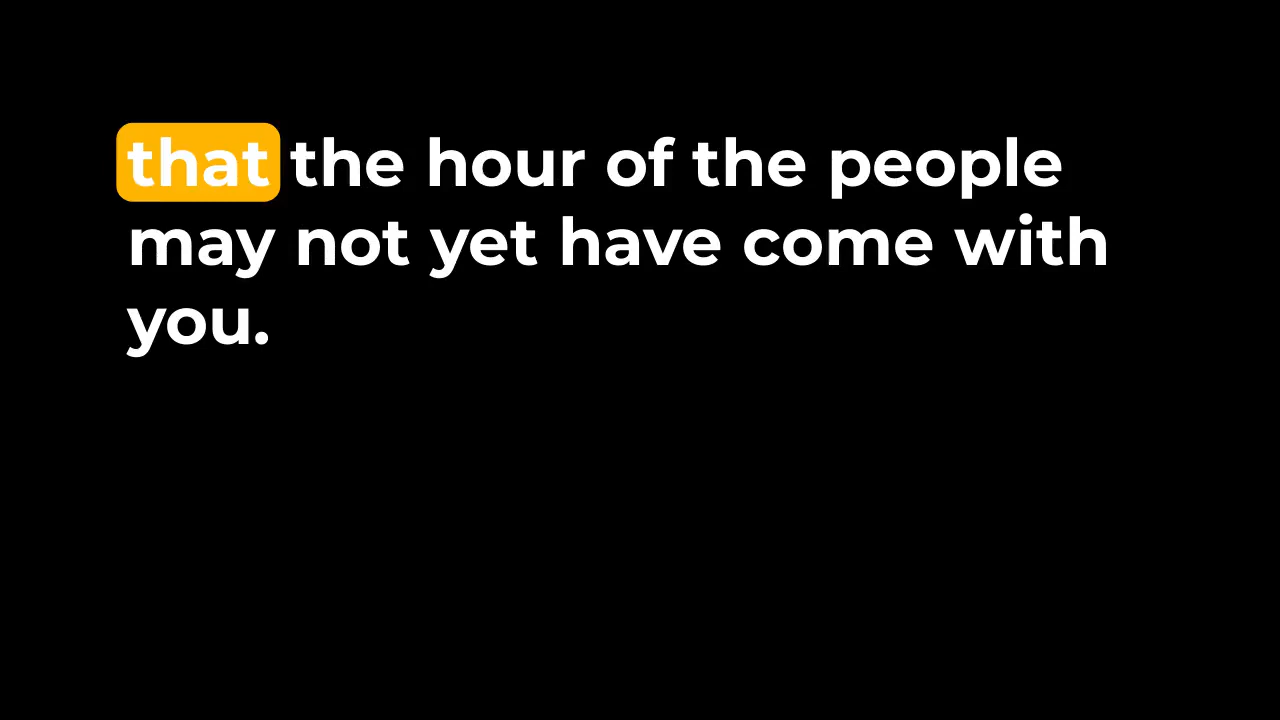 that the hour of the people
may not yet have come with
you.